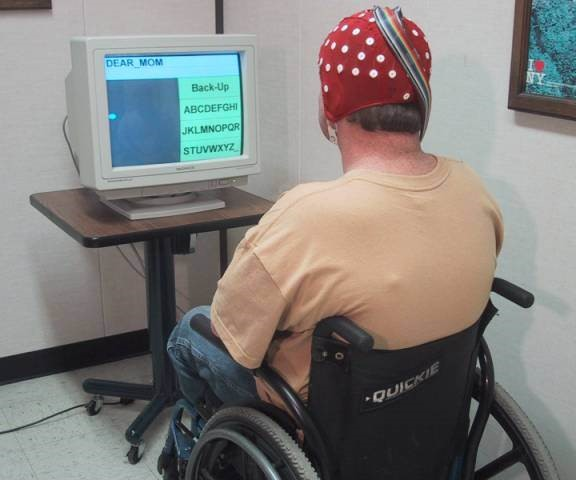 DEAR_MOM
Back-Up
ABCDEFGHI
JKLMNOPQR
STUVWXYZ_
I
NY
QUICKIE